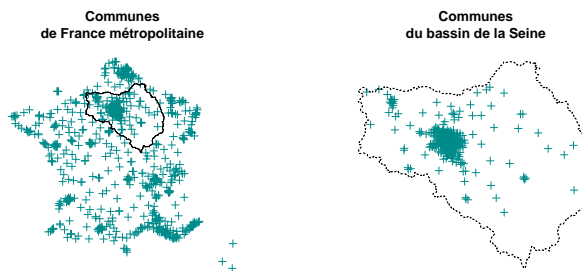 Communes
de France métropolitaine
Communes
du bassin de la Seine